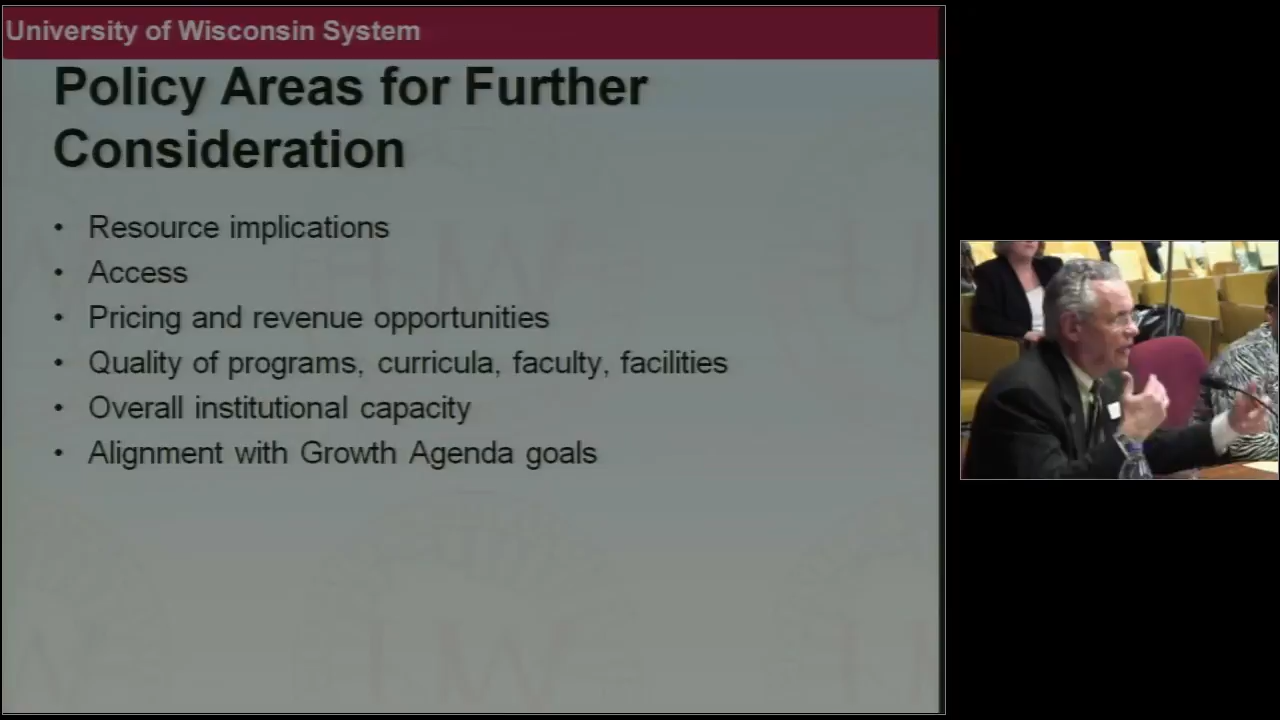 University of Wisconsin System
Policy Areas for Further
Consideration
• Resource implications
• Access
• Pricing and revenue opportunities
• Quality of programs, curricula, faculty, facilities
• Overall institutional capacity
• Alignment with Growth Agenda goals